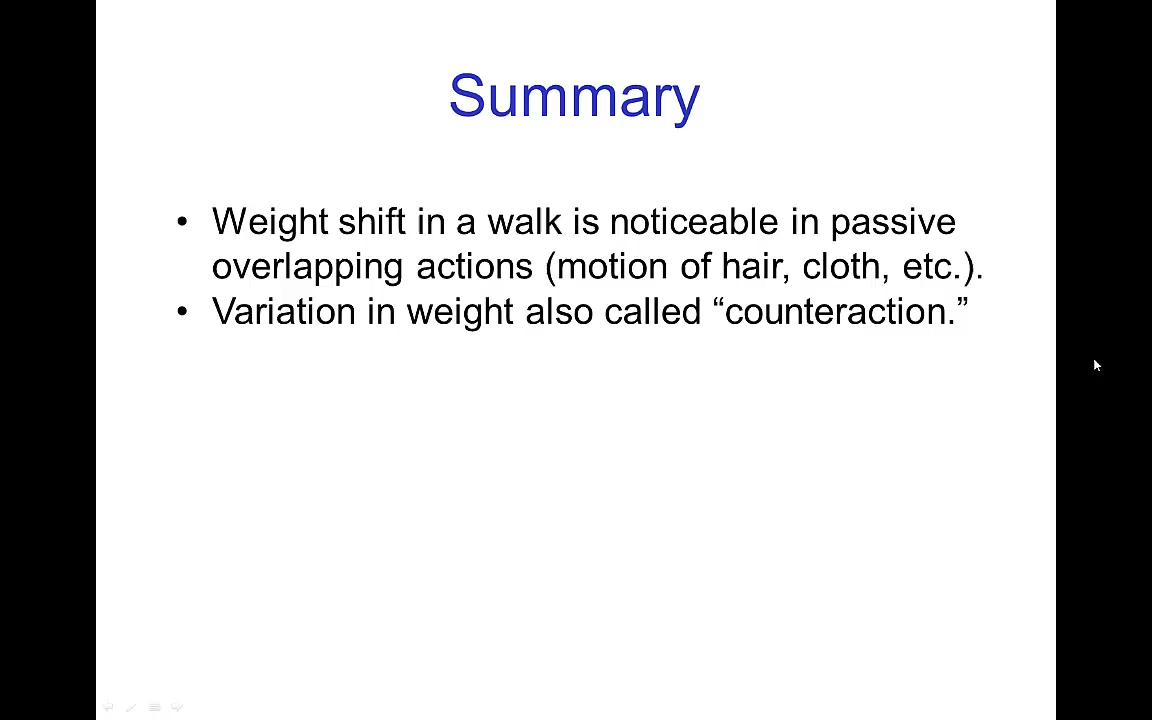 Summary
• Weight shift in a walk is noticeable in passive
overlapping actions (motion of hair, cloth, etc.).
• Variation in weight also called “counteraction.”